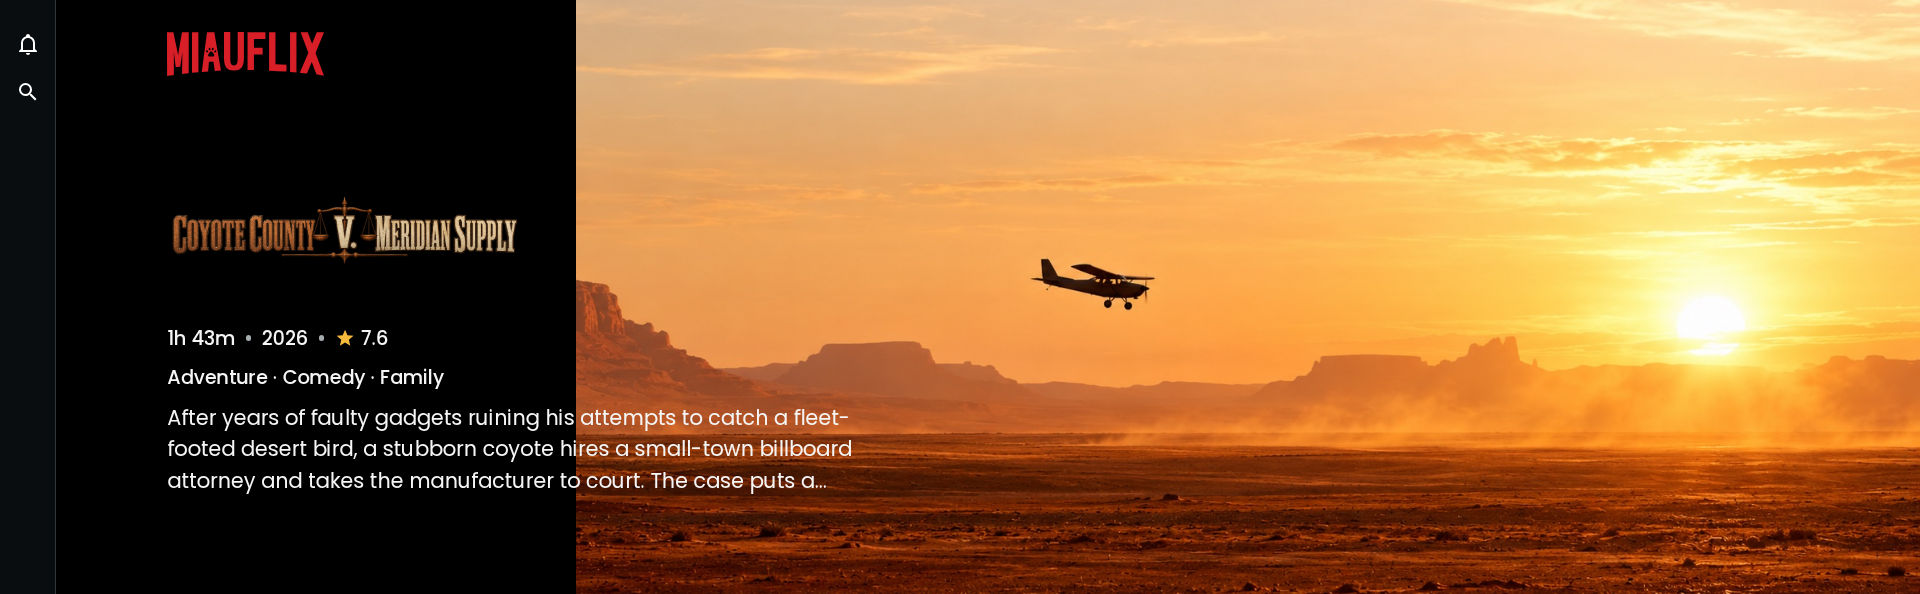 MIAUFLIX
COYOTE COUNTY V. MERIDIAN SUPPLY
1h 43m • 2026 • ★ 7.6
Adventure · Comedy · Family
After years of faulty gadgets ruining his attempts to catch a fleet-
footed desert bird, a stubborn coyote hires a small-town billboard
attorney and takes the manufacturer to court. The case puts a...